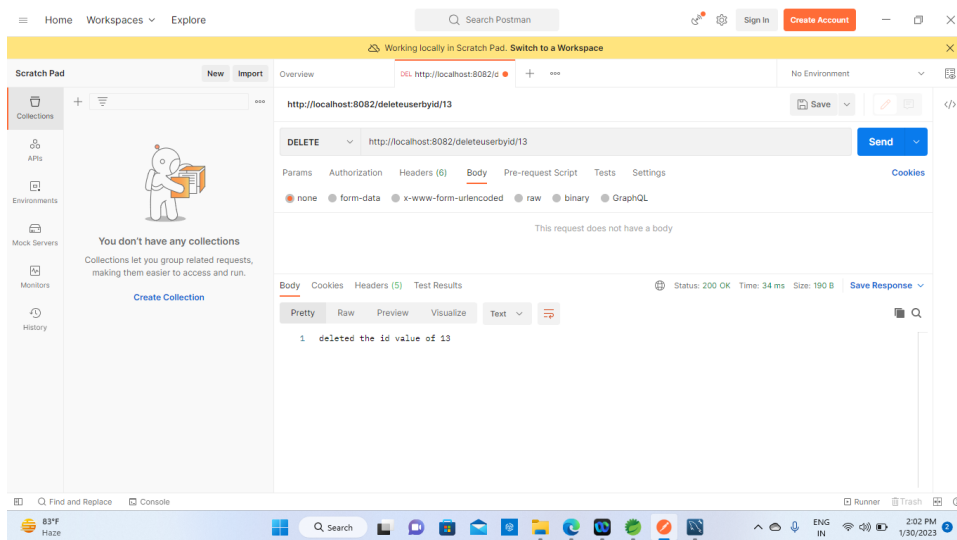 Home Workspaces Explore Search Postman Sign In Create Account
Working locally in Scratch Pad. Switch to a Workspace
Scratch Pad New Import Overview DEL http://localhost:8082/d No Environment
Collections
APIs
Environments
Mock Servers
Monitors
History
You don't have any collections
Collections let you group related requests,
making them easier to access and run.
Create Collection
http://localhost:8082/deleteuserbyid/13 Save
DELETE http://localhost:8082/deleteuserbyid/13 Send
Params Authorization Headers (6) Body Pre-request Script Tests Settings Cookies
none form-data x-www-form-urlencoded raw binary GraphQL
This request does not have a body
Body Cookies Headers (5) Test Results Status: 200 OK Time: 34 ms Size: 190 B Save Response
Pretty Raw Preview Visualize Text
1 deleted the id value of 13
Find and Replace Console Runner Trash
83°F
Haze
Search
ENG
IN
2:02 PM
1/30/2023
2